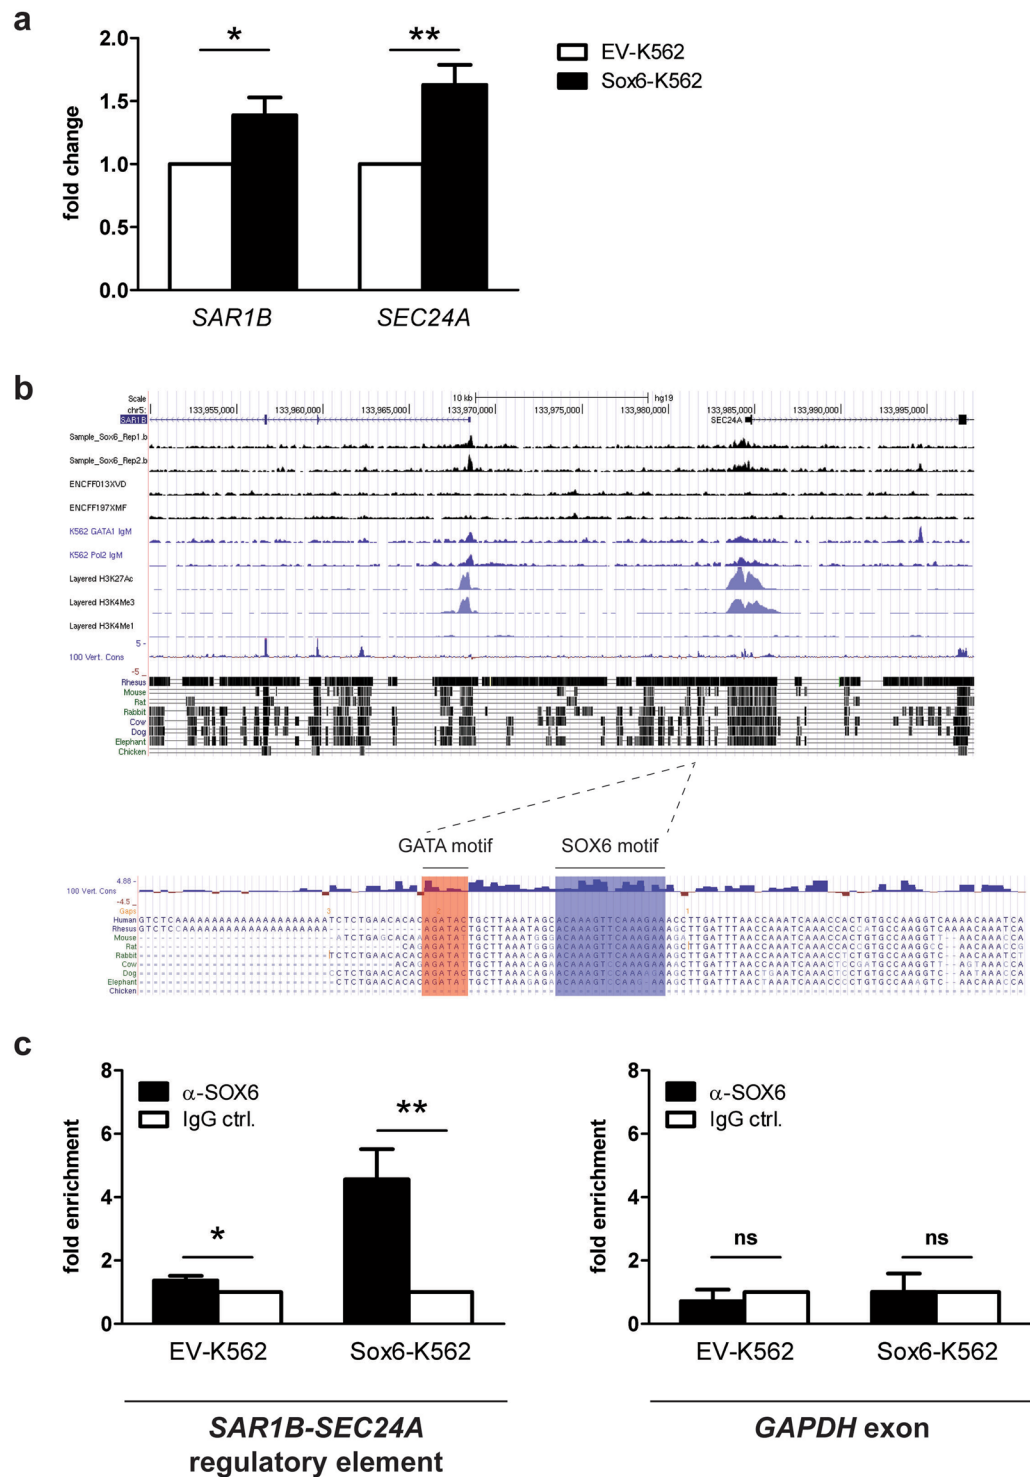 a
2.0
1.5
1.0
0.5
0.0
fold change
*
**
SAR1B
SEC24A
EV-K562
Sox6-K562
b
Scale
10 kb
hg19
chr5:
133,955,000
133,960,000
133,965,000
133,970,000
133,975,000
133,980,000
133,985,000
133,990,000
133,995,000
SAR1B
SEC24A
Sample_Sox6_Rep1.b
Sample_Sox6_Rep2.b
ENCFF013XVD
ENCFF197XMF
K562 GATA1 IgM
K562 Pol2 IgM
Layered H3K27Ac
Layered H3K4Me3
Layered H3K4Me1
5 -
100 Vert. Cons
-5 _
Rhesus
Mouse
Rat
Rabbit
Cow
Dog
Elephant
Chicken
GATA motif
SOX6 motif
4.88 -
100 Vert. Cons
-4.5 _
Gaps
Human
Rhesus
Mouse
Rat
Rabbit
Cow
Dog
Elephant
Chicken
c
8
6
4
2
0
fold enrichment
α-SOX6
IgG ctrl.
*
**
EV-K562
Sox6-K562
SAR1B-SEC24A
regulatory element
8
6
4
2
0
fold enrichment
α-SOX6
IgG ctrl.
ns
ns
EV-K562
Sox6-K562
GAPDH exon